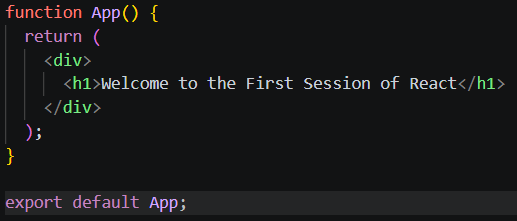 function App() {
  return (
    <div>
      <h1>Welcome to the First Session of React</h1>
    </div>
  );
}
export default App;